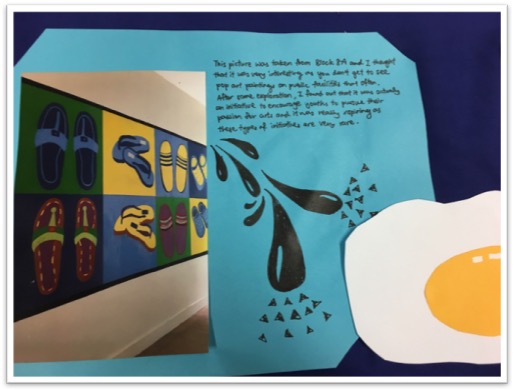 This picture was taken from Block 89 and I thought
that it was very interesting as you don't get to see
pop art paintings on public facilities that often.
After some exploration, I found out that it was actually
an initiative to encourage youths to pursue their
passion for arts and it was really inspiring as
these types of initiatives are very rare.